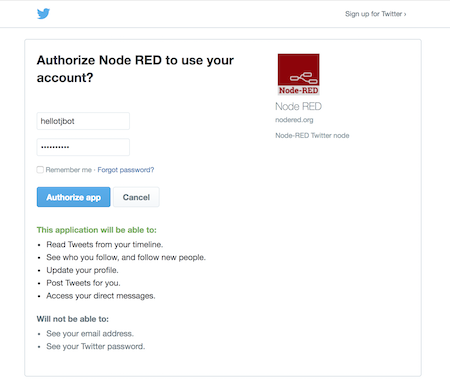 Sign up for Twitter ›
Authorize Node RED to use your
account?
hellotjbot
••••••••••
Remember me · Forgot password?
Authorize app
Cancel
This application will be able to:
• Read Tweets from your timeline.
• See who you follow, and follow new people.
• Update your profile.
• Post Tweets for you.
• Access your direct messages.
Will not be able to:
• See your email address.
• See your Twitter password.
Node-RED
Node RED
nodered.org
Node-RED Twitter node